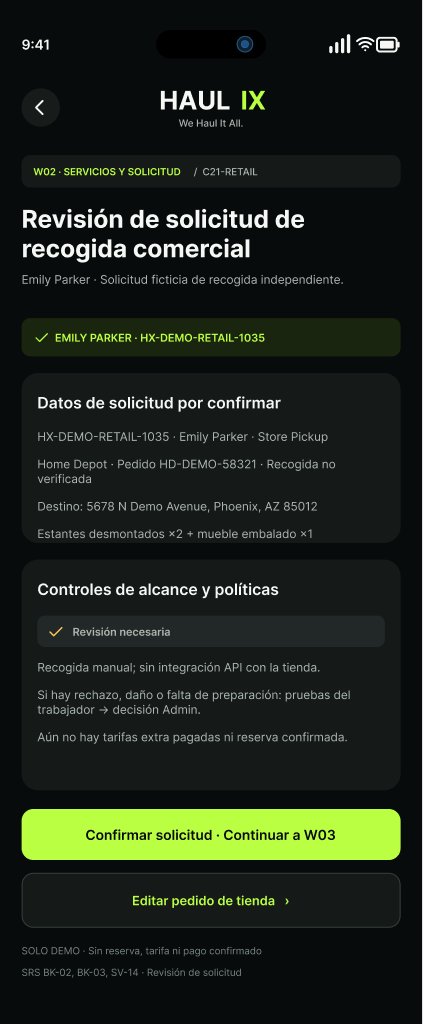 9:41
HAUL IX
We Haul It All.
W02 · SERVICIOS Y SOLICITUD / C21-RETAIL
Revisión de solicitud de
recogida comercial
Emily Parker · Solicitud ficticia de recogida independiente.
EMILY PARKER · HX-DEMO-RETAIL-1035
Datos de solicitud por confirmar
HX-DEMO-RETAIL-1035 · Emily Parker · Store Pickup
Home Depot · Pedido HD-DEMO-58321 · Recogida no
verificada
Destino: 5678 N Demo Avenue, Phoenix, AZ 85012
Estantes desmontados ×2 + mueble embalado ×1
Controles de alcance y políticas
Revisión necesaria
Recogida manual; sin integración API con la tienda.
Si hay rechazo, daño o falta de preparación: pruebas del
trabajador → decisión Admin.
Aún no hay tarifas extra pagadas ni reserva confirmada.
Confirmar solicitud · Continuar a W03
Editar pedido de tienda ›
SOLO DEMO · Sin reserva, tarifa ni pago confirmado
SRS BK-02, BK-03, SV-14 · Revisión de solicitud